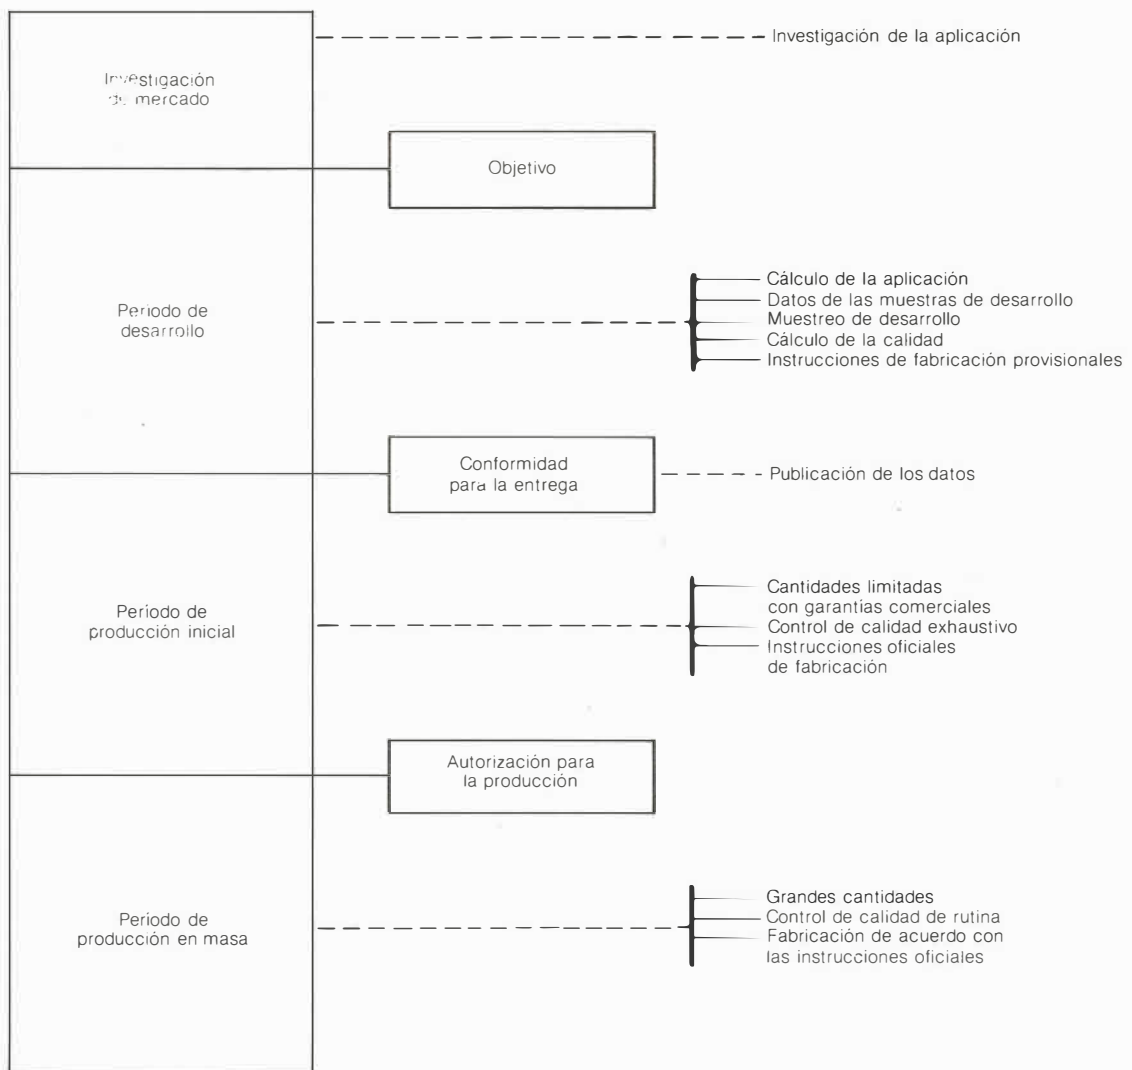 Investigación de la aplicación
Investigación
de mercado
Objetivo
Período de
desarrollo
Cálculo de la aplicación
Datos de las muestras de desarrollo
Muestreo de desarrollo
Cálculo de la calidad
Instrucciones de fabricación provisionales
Conformidad
para la entrega
Publicación de los datos
Período de
producción inicial
Cantidades limitadas
con garantías comerciales
Control de calidad exhaustivo
Instrucciones oficiales
de fabricación
Autorización para
la producción
Período de
producción en masa
Grandes cantidades
Control de calidad de rutina
Fabricación de acuerdo con
las instrucciones oficiales